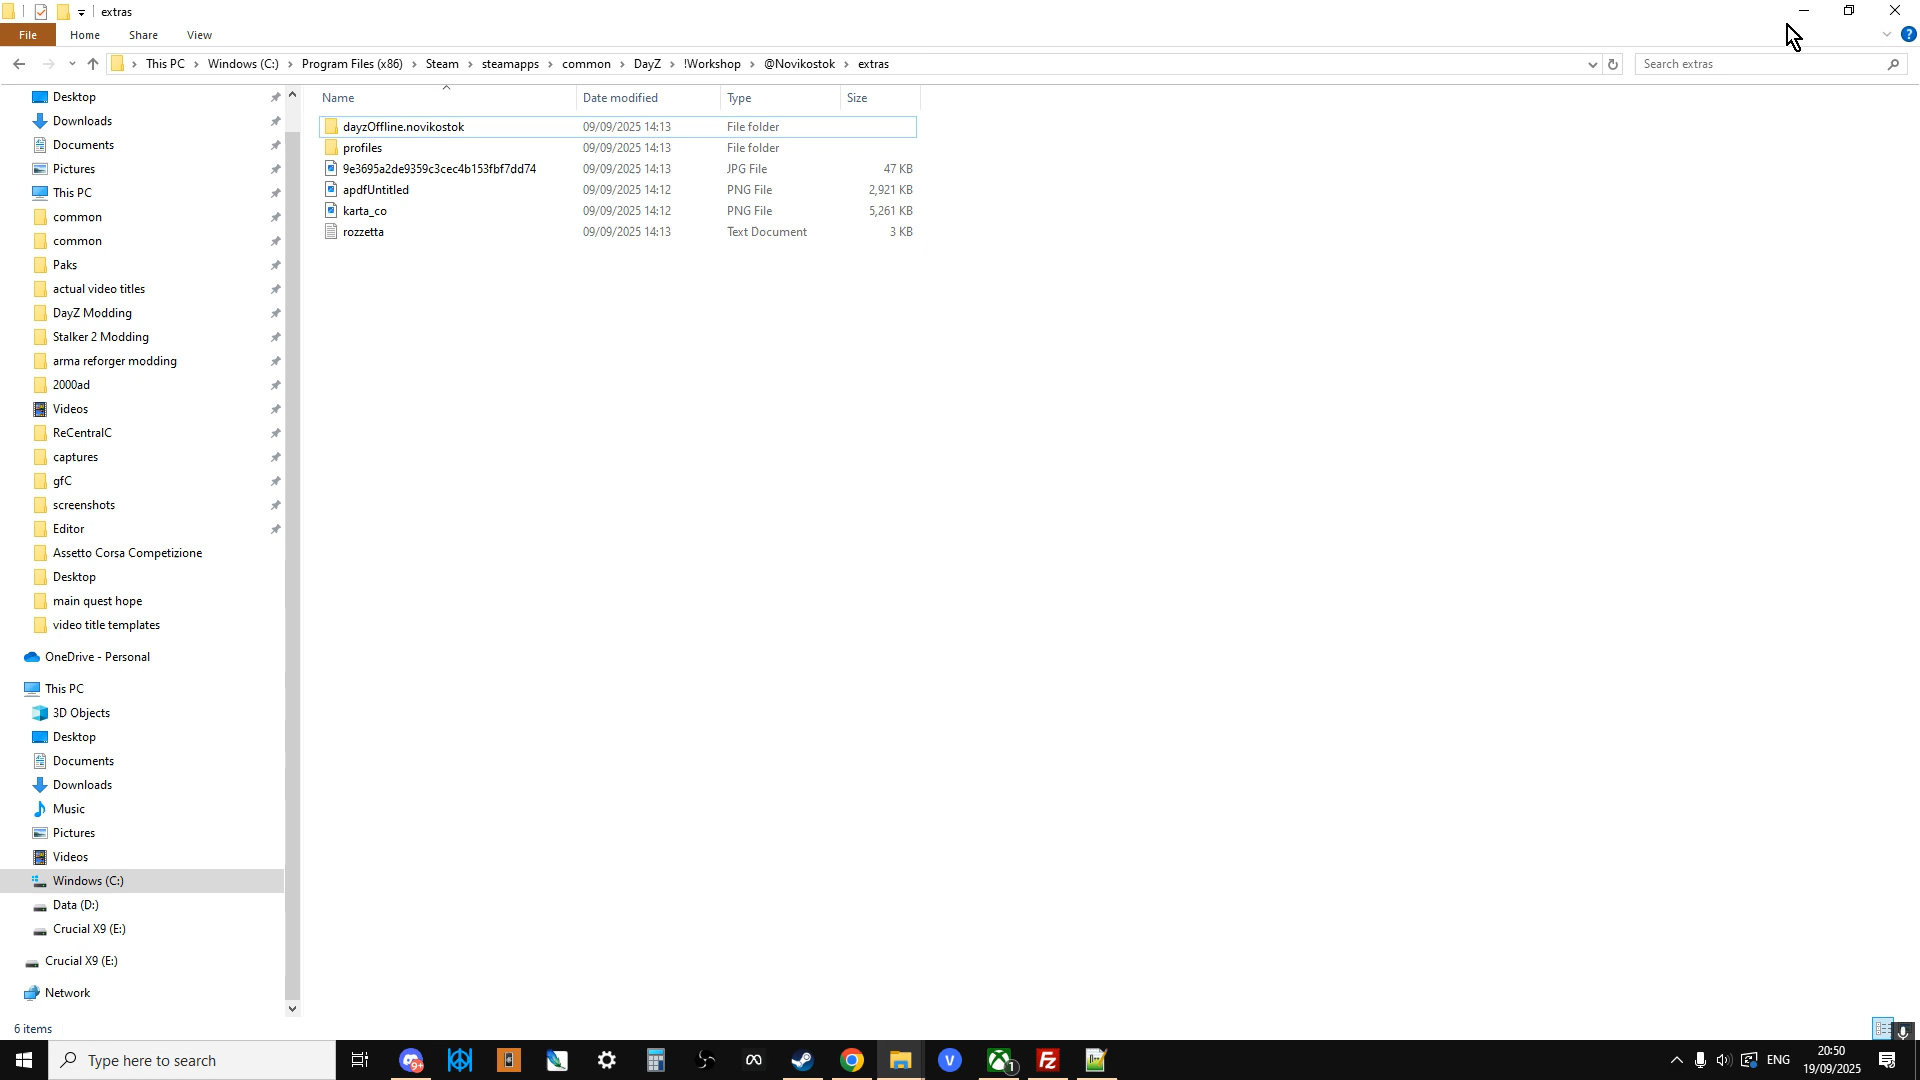 extras
File Home Share View
This PC Windows (C:) Program Files (x86) Steam steamapps common DayZ !Workshop @Novikostok extras
Search extras
Name Date modified Type Size
dayzOffline.novikostok 09/09/2025 14:13 File folder
profiles 09/09/2025 14:13 File folder
9e3695a2de9359c3cec4b153fbf7dd74 09/09/2025 14:13 JPG File 47 KB
apdfUntitled 09/09/2025 14:12 PNG File 2,921 KB
karta_co 09/09/2025 14:12 PNG File 5,261 KB
rozzetta 09/09/2025 14:13 Text Document 3 KB
Desktop
Downloads
Documents
Pictures
This PC
common
common
Paks
actual video titles
DayZ Modding
Stalker 2 Modding
arma reforger modding
2000ad
Videos
ReCentralC
captures
gfC
screenshots
Editor
Assetto Corsa Competizione
Desktop
main quest hope
video title templates
OneDrive - Personal
This PC
3D Objects
Desktop
Documents
Downloads
Music
Pictures
Videos
Windows (C:)
Data (D:)
Crucial X9 (E:)
Crucial X9 (E:)
Network
6 items
Type here to search
ENG
20:50
19/09/2025